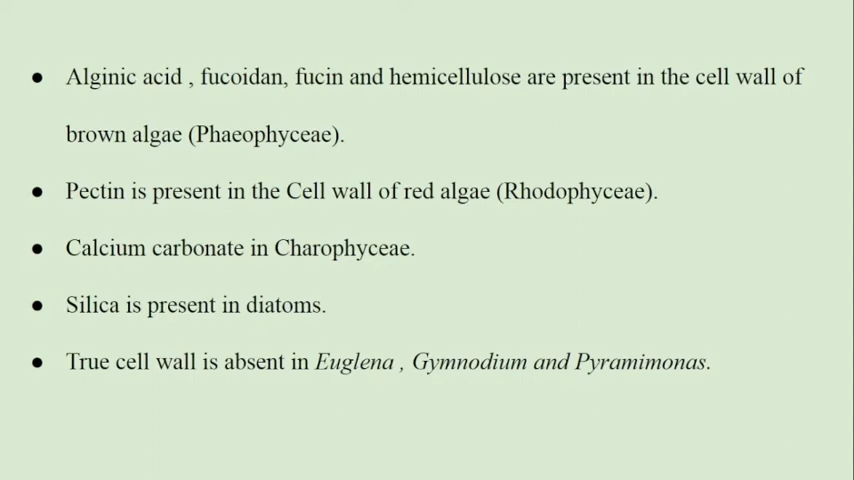 ● Alginic acid , fucoidan, fucin and hemicellulose are present in the cell wall of
brown algae (Phaeophyceae).
● Pectin is present in the Cell wall of red algae (Rhodophyceae).
● Calcium carbonate in Charophyceae.
● Silica is present in diatoms.
● True cell wall is absent in Euglena , Gymnodium and Pyramimonas.